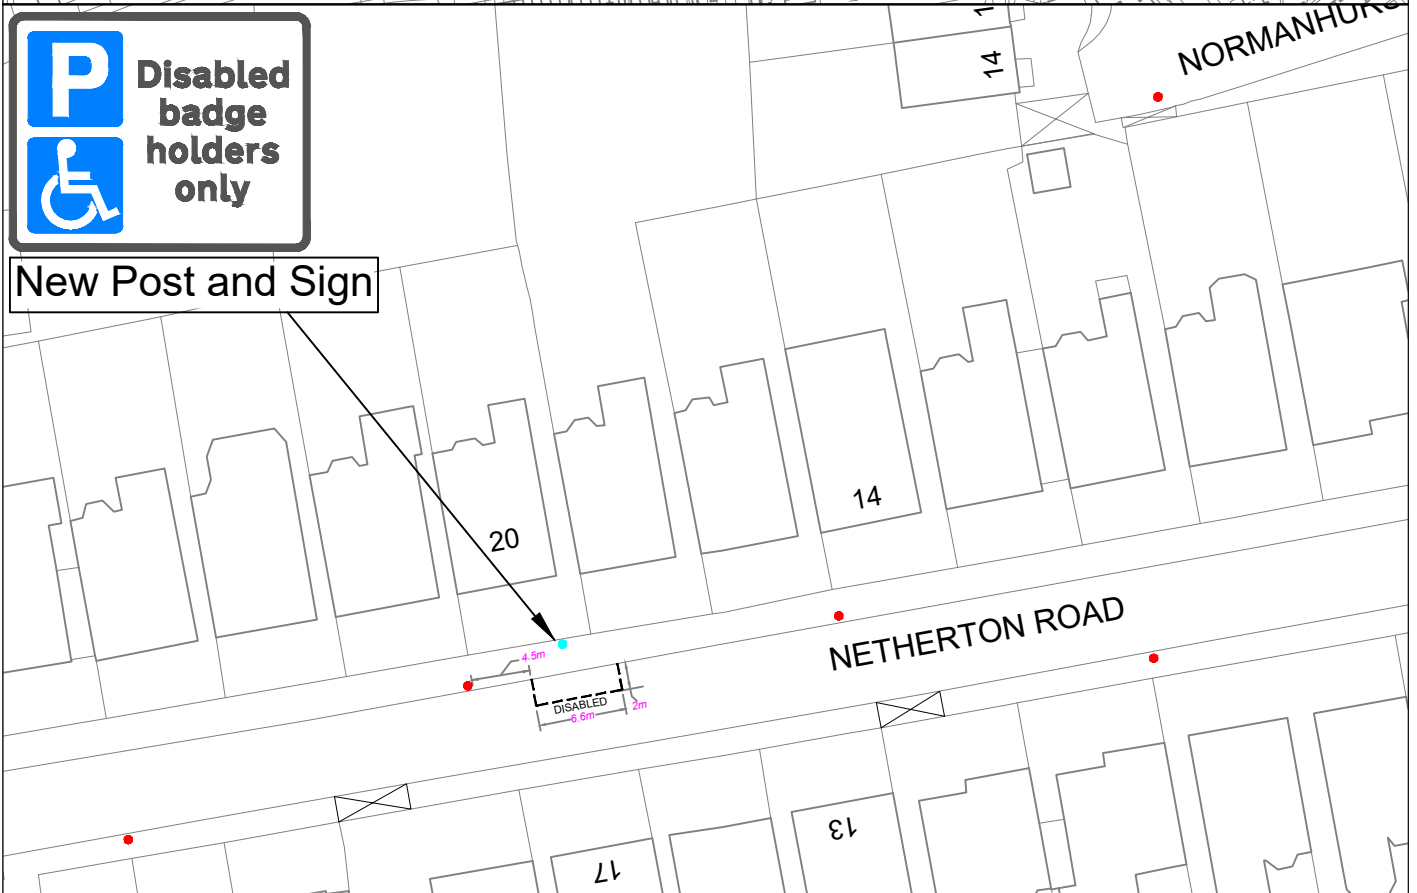 P
Disabled
badge
holders
only
New Post and Sign
14
20
14
NETHERTON ROAD
4.5m
DISABLED
6.6m
2m
13
17